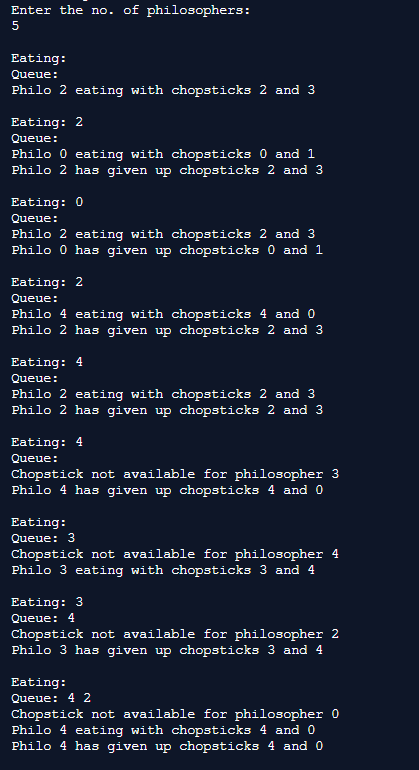 Enter the no. of philosophers:
5
Eating:
Queue:
Philo 2 eating with chopsticks 2 and 3
Eating: 2
Queue:
Philo 0 eating with chopsticks 0 and 1
Philo 2 has given up chopsticks 2 and 3
Eating: 0
Queue:
Philo 2 eating with chopsticks 2 and 3
Philo 0 has given up chopsticks 0 and 1
Eating: 2
Queue:
Philo 4 eating with chopsticks 4 and 0
Philo 2 has given up chopsticks 2 and 3
Eating: 4
Queue:
Philo 2 eating with chopsticks 2 and 3
Philo 2 has given up chopsticks 2 and 3
Eating: 4
Queue:
Chopstick not available for philosopher 3
Philo 4 has given up chopsticks 4 and 0
Eating:
Queue: 3
Chopstick not available for philosopher 4
Philo 3 eating with chopsticks 3 and 4
Eating: 3
Queue: 4
Chopstick not available for philosopher 2
Philo 3 has given up chopsticks 3 and 4
Eating:
Queue: 4 2
Chopstick not available for philosopher 0
Philo 4 eating with chopsticks 4 and 0
Philo 4 has given up chopsticks 4 and 0